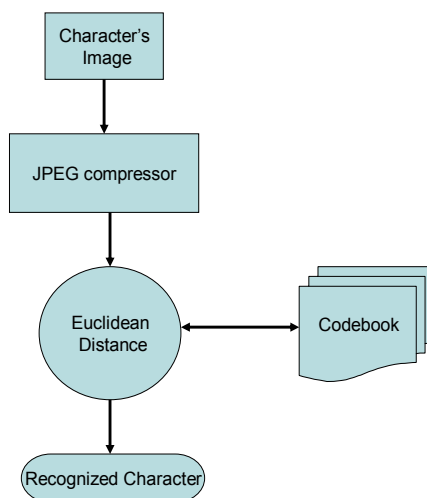 Character's
Image
JPEG compressor
Euclidean
Distance
Codebook
Recognized Character